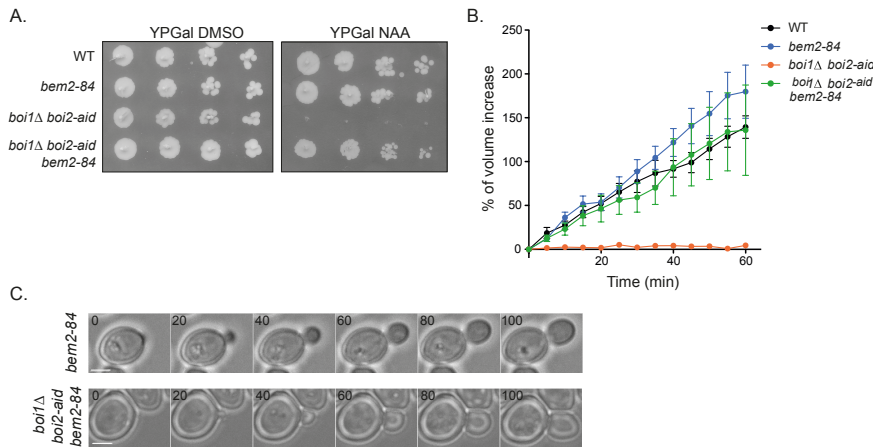 A.
YPGal DMSO
YPGal NAA
WT
bem2-84
boi1Δ boi2-aid
boi1Δ boi2-aid
bem2-84
B.
WT
bem2-84
boi1Δ boi2-aid
boi1Δ boi2-aid
bem2-84
250
200
150
100
50
0
% of volume increase
20
40
60
Time (min)
C.
bem2-84
0
20
40
60
80
100
boi1Δ
boi2-aid
bem2-84
0
20
40
60
80
100